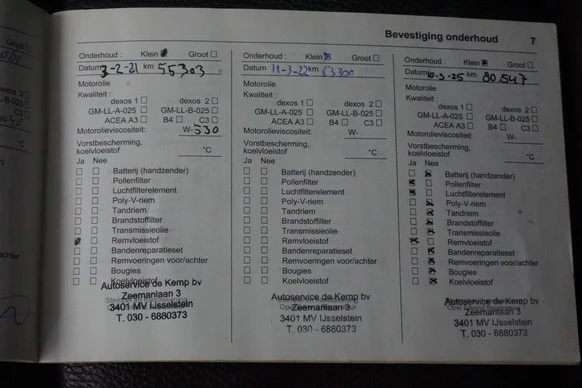 Bevestiging onderhoud 7
Onderhoud : Klein Groot
Datum 3-2-21 km 55303
Motorolie
Kwaliteit :
dexos 1 dexos 2
GM-LL-A-025 GM-LL-B-025
ACEA A3 B4 C3
Motorolieviscositeit: W-530
Vorstbescherming,
koelvloeistof °C
Ja Nee
Batterij (handzender)
Pollenfilter
Luchtfilterelement
Poly-V-riem
Tandriem
Brandstoffilter
Transmissieolie
Remvloeistof
Bandenreparatieset
Remvoeringen voor/achter
Bougies
Koelvloeistof
Autoservice de Kemp bv
Zeemanlaan 3
3401 MV IJsselstein
T. 030 - 6880373
Onderhoud : Klein Groot
Datum 11-3-22 km 63300
Motorolie
Kwaliteit :
dexos 1 dexos 2
GM-LL-A-025 GM-LL-B-025
ACEA A3 B4 C3
Motorolieviscositeit: W-
Vorstbescherming,
koelvloeistof °C
Ja Nee
Batterij (handzender)
Pollenfilter
Luchtfilterelement
Poly-V-riem
Tandriem
Brandstoffilter
Transmissieolie
Remvloeistof
Bandenreparatieset
Remvoeringen voor/achter
Bougies
Koelvloeistof
Autoservice de Kemp bv
Zeemanlaan 3
3401 MV IJsselstein
T. 030 - 6880373
Onderhoud : Klein Groot
Datum 10-3-25 km 80547
Motorolie
Kwaliteit :
dexos 1 dexos 2
GM-LL-A-025 GM-LL-B-025
ACEA A3 B4 C3
Motorolieviscositeit: W-
Vorstbescherming,
koelvloeistof °C
Ja Nee
Batterij (handzender)
Pollenfilter
Luchtfilterelement
Poly-V-riem
Tandriem
Brandstoffilter
Transmissieolie
Remvloeistof
Bandenreparatieset
Remvoeringen voor/achter
Bougies
Koelvloeistof
Autoservice de Kemp bv
Zeemanlaan 3
3401 MV IJsselstein
T. 030 - 6880373